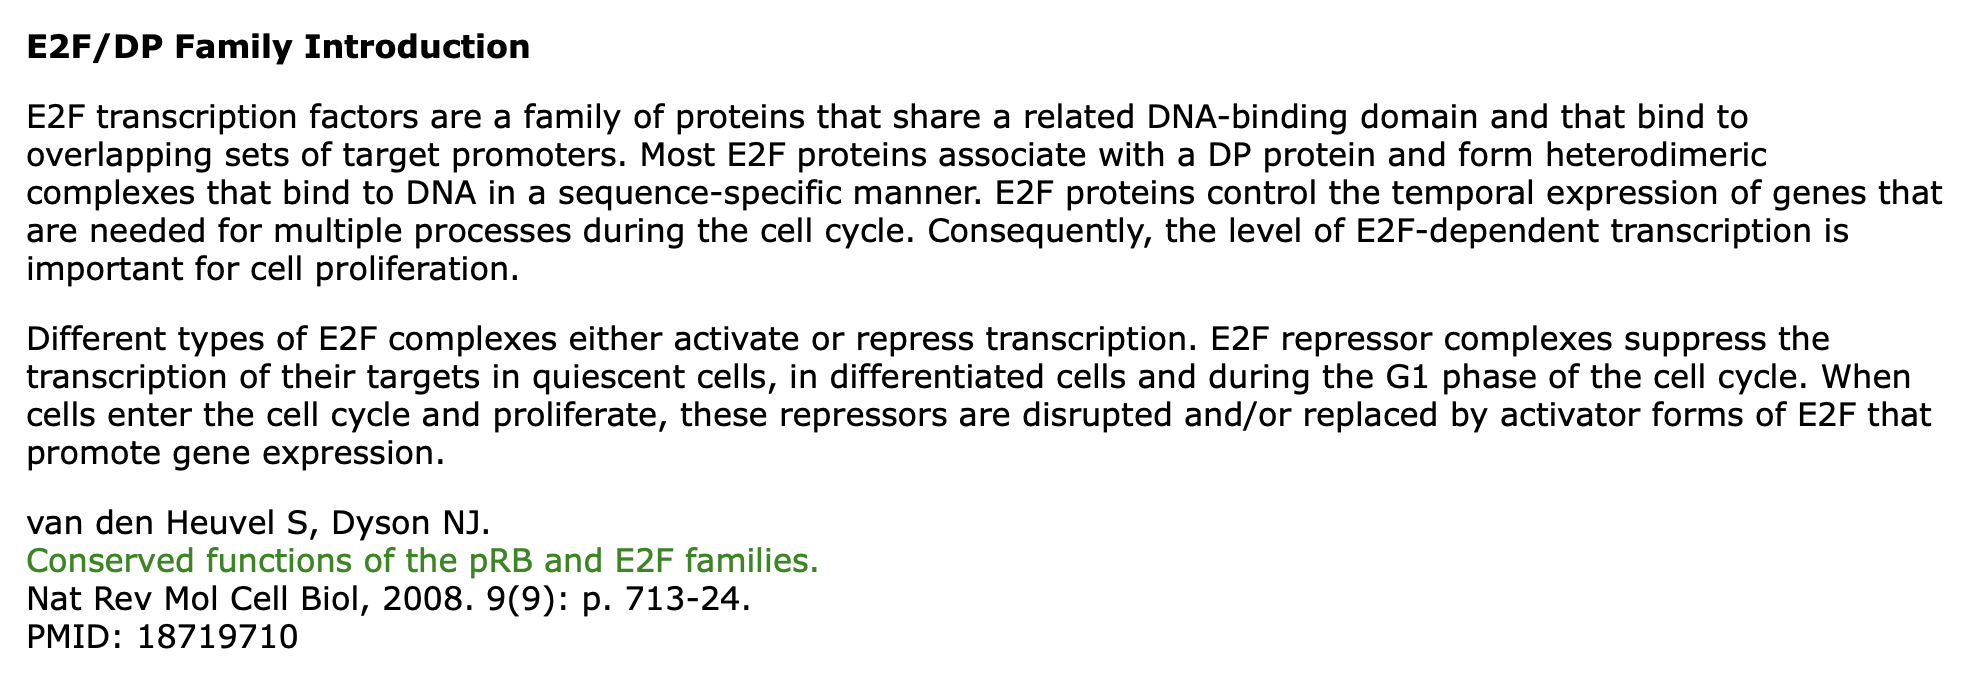 E2F/DP Family Introduction
E2F transcription factors are a family of proteins that share a related DNA-binding domain and that bind to
overlapping sets of target promoters. Most E2F proteins associate with a DP protein and form heterodimeric
complexes that bind to DNA in a sequence-specific manner. E2F proteins control the temporal expression of genes that
are needed for multiple processes during the cell cycle. Consequently, the level of E2F-dependent transcription is
important for cell proliferation.
Different types of E2F complexes either activate or repress transcription. E2F repressor complexes suppress the
transcription of their targets in quiescent cells, in differentiated cells and during the G1 phase of the cell cycle. When
cells enter the cell cycle and proliferate, these repressors are disrupted and/or replaced by activator forms of E2F that
promote gene expression.
van den Heuvel S, Dyson NJ.
Conserved functions of the pRB and E2F families.
Nat Rev Mol Cell Biol, 2008. 9(9): p. 713-24.
PMID: 18719710